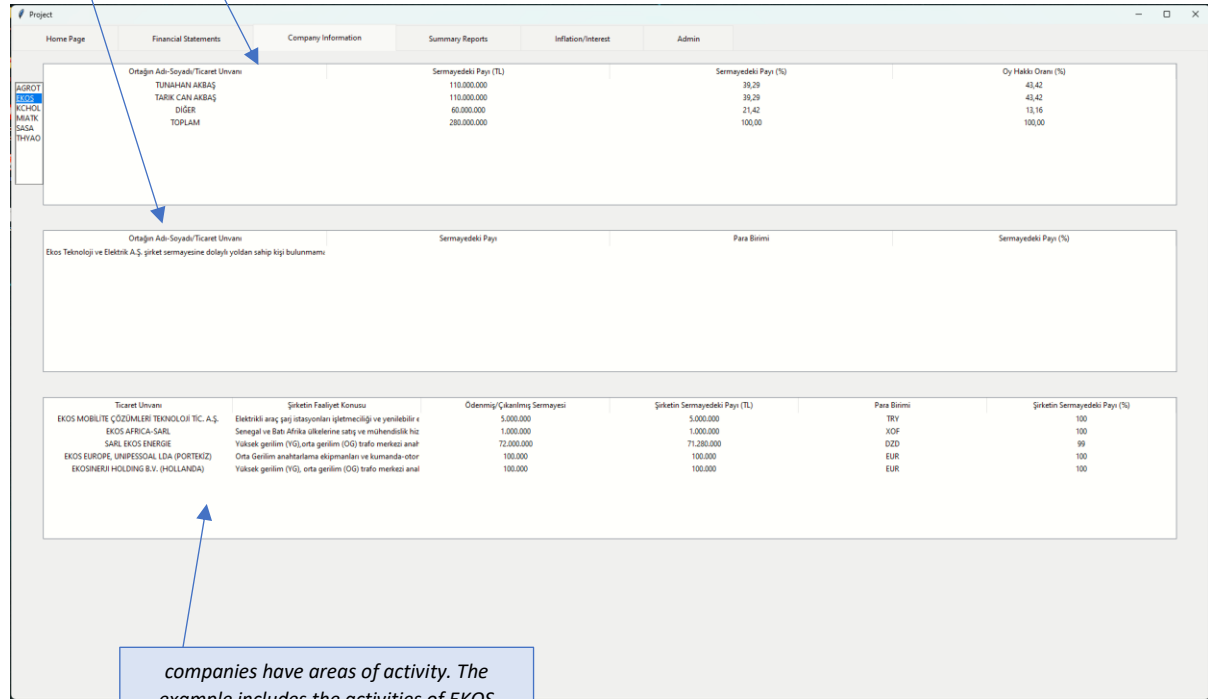 Project
Home Page Financial Statements Company Information Summary Reports Inflation/Interest Admin
Ortağın Adı-Soyadı/Ticaret Unvanı Sermayedeki Payı (TL) Sermayedeki Payı (%) Oy Hakkı Oranı (%)
TUNAHAN AKBAŞ 110.000.000 39,29 43,42
TARIK CAN AKBAŞ 110.000.000 39,29 43,42
DİĞER 60.000.000 21,42 13,16
TOPLAM 280.000.000 100,00 100,00
AGROT
EKOS
KCHOL
MIATK
SASA
THYAO
Ortağın Adı-Soyadı/Ticaret Unvanı Sermayedeki Payı Para Birimi Sermayedeki Payı (%)
Ekos Teknoloji ve Elektrik A.Ş. şirket sermayesine dolaylı yoldan sahip kişi bulunmama
Ticaret Unvanı Şirketin Faaliyet Konusu Ödenmiş/Çıkarılmış Sermayesi Şirketin Sermayedeki Payı (TL) Para Birimi Şirketin Sermayedeki Payı (%)
EKOS MOBİLİTE ÇÖZÜMLERİ TEKNOLOJİ TİC. A.Ş. Elektrikli araç şarj istasyonları işletmeciliği ve yenilebilir e 5.000.000 5.000.000 TRY 100
EKOS AFRICA-SARL Senegal ve Batı Afrika ülkelerine satış ve mühendislik hiz 1.000.000 1.000.000 XOF 100
SARL EKOS ENERGIE Yüksek gerilim (YG),orta gerilim (OG) trafo merkezi anah 72.000.000 71.280.000 DZD 99
EKOS EUROPE, UNIPESSOAL LDA (PORTEKİZ) Orta Gerilim anahtarlama ekipmanları ve kumanda-otor 100.000 100.000 EUR 100
EKOSINERJI HOLDING B.V. (HOLLANDA) Yüksek gerilim (YG), orta gerilim (OG) trafo merkezi anal 100.000 100.000 EUR 100
companies have areas of activity. The
example includes the activities of EKOS